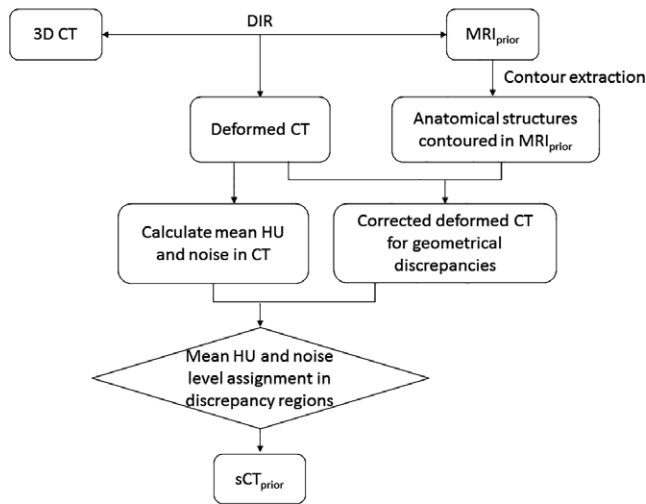 3D CT
DIR
MRIprior
Contour extraction
Deformed CT
Anatomical structures
contoured in MRIprior
Calculate mean HU
and noise in CT
Corrected deformed CT
for geometrical
discrepancies
Mean HU and noise
level assignment in
discrepancy regions
sCTprior